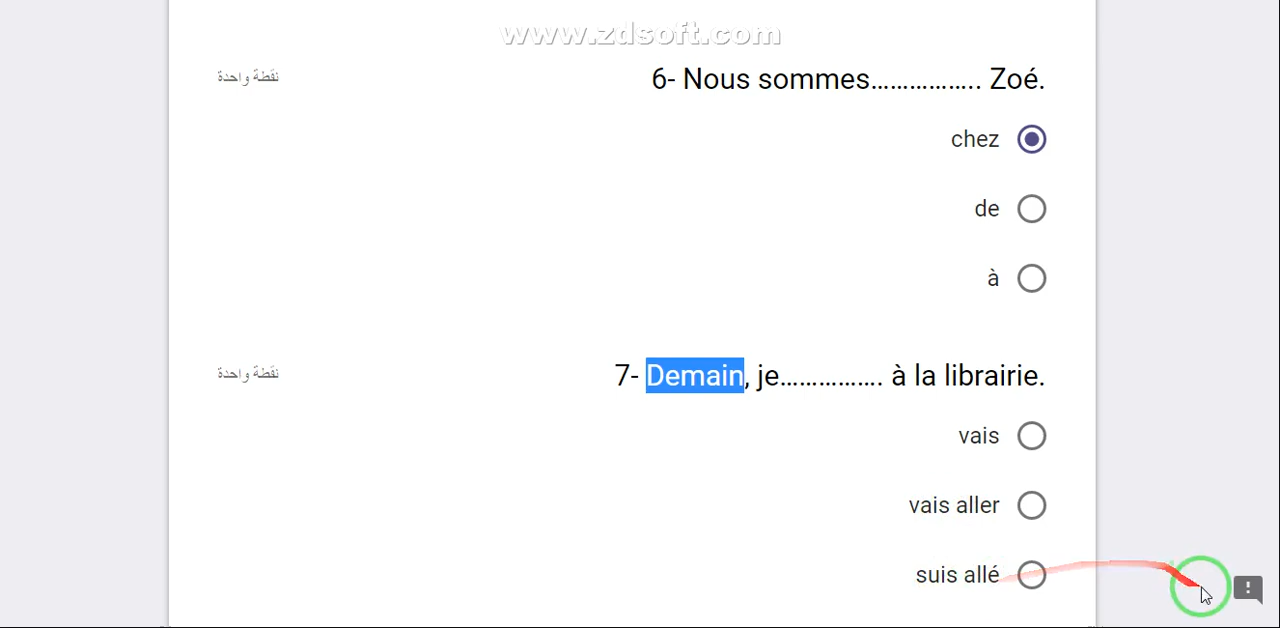 www.zdsoft.com
نقطة واحدة
6- Nous sommes…………….. Zoé.
chez
de
à
نقطة واحدة
7- Demain, je……………. à la librairie.
vais
vais aller
suis allé